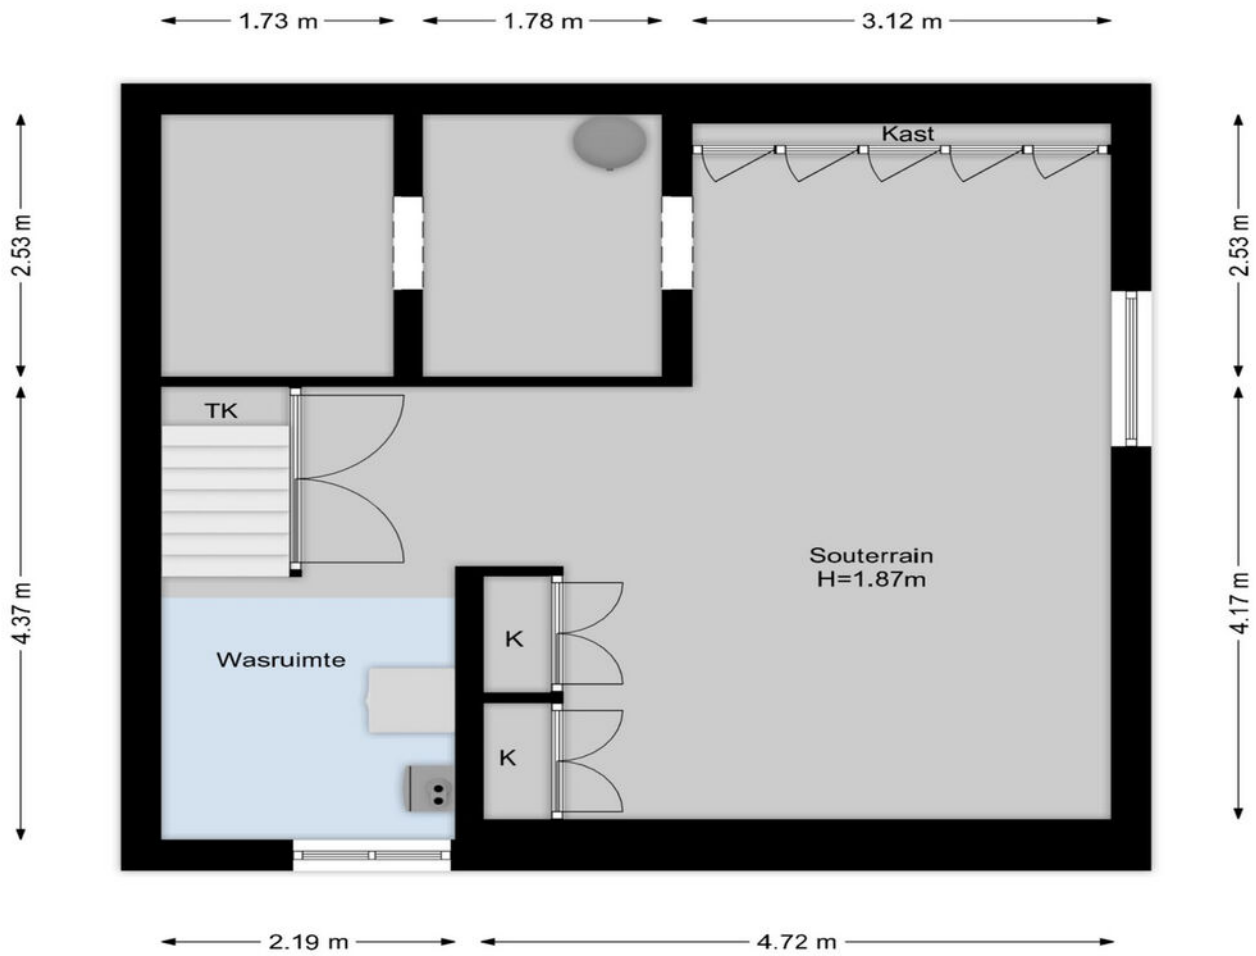 1.73 m
1.78 m
3.12 m
Kast
2.53 m
2.53 m
TK
Souterrain
H=1.87m
4.37 m
4.17 m
K
Wasruimte
K
2.19 m
4.72 m